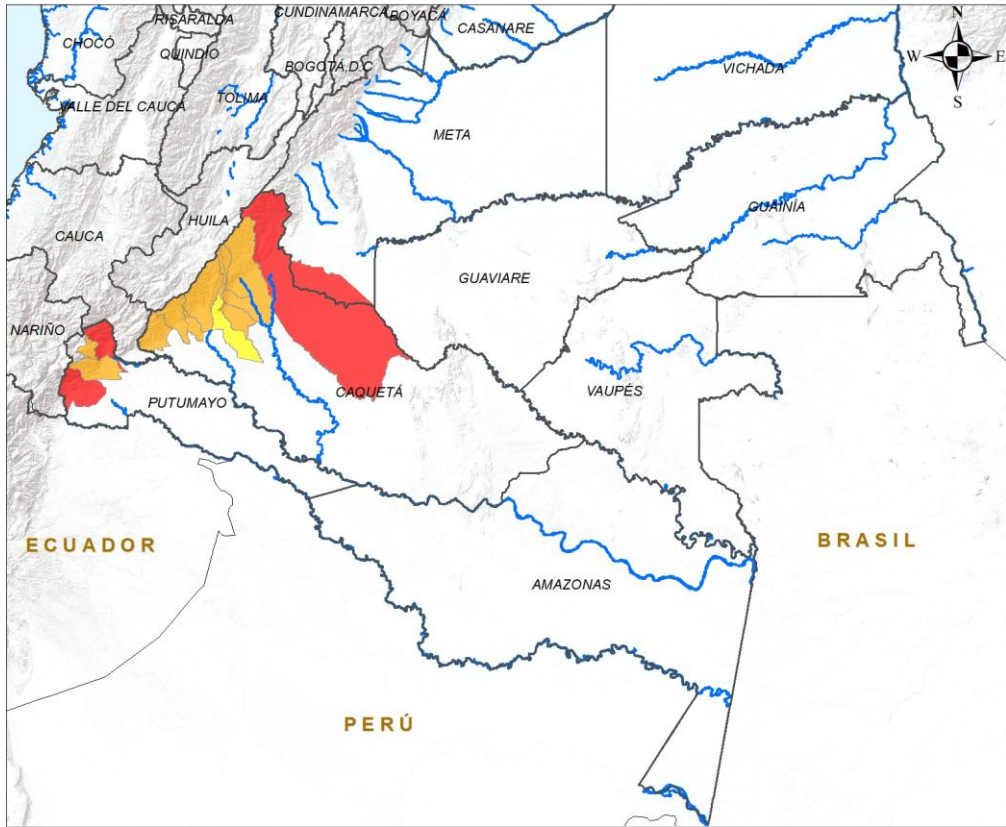 CUNDINAMARCA
BOYACÁ
RISARALDA
CASANARE
N
CHOCÓ
QUINDÍO
BOGOTÁ D.C
VICHADA
W
E
TOLIMA
VALLE DEL CAUCA
S
META
HUILA
GUAINÍA
CAUCA
GUAVIARE
NARIÑO
CAQUETÁ
VAUPÉS
PUTUMAYO
ECUADOR
BRASIL
AMAZONAS
PERÚ